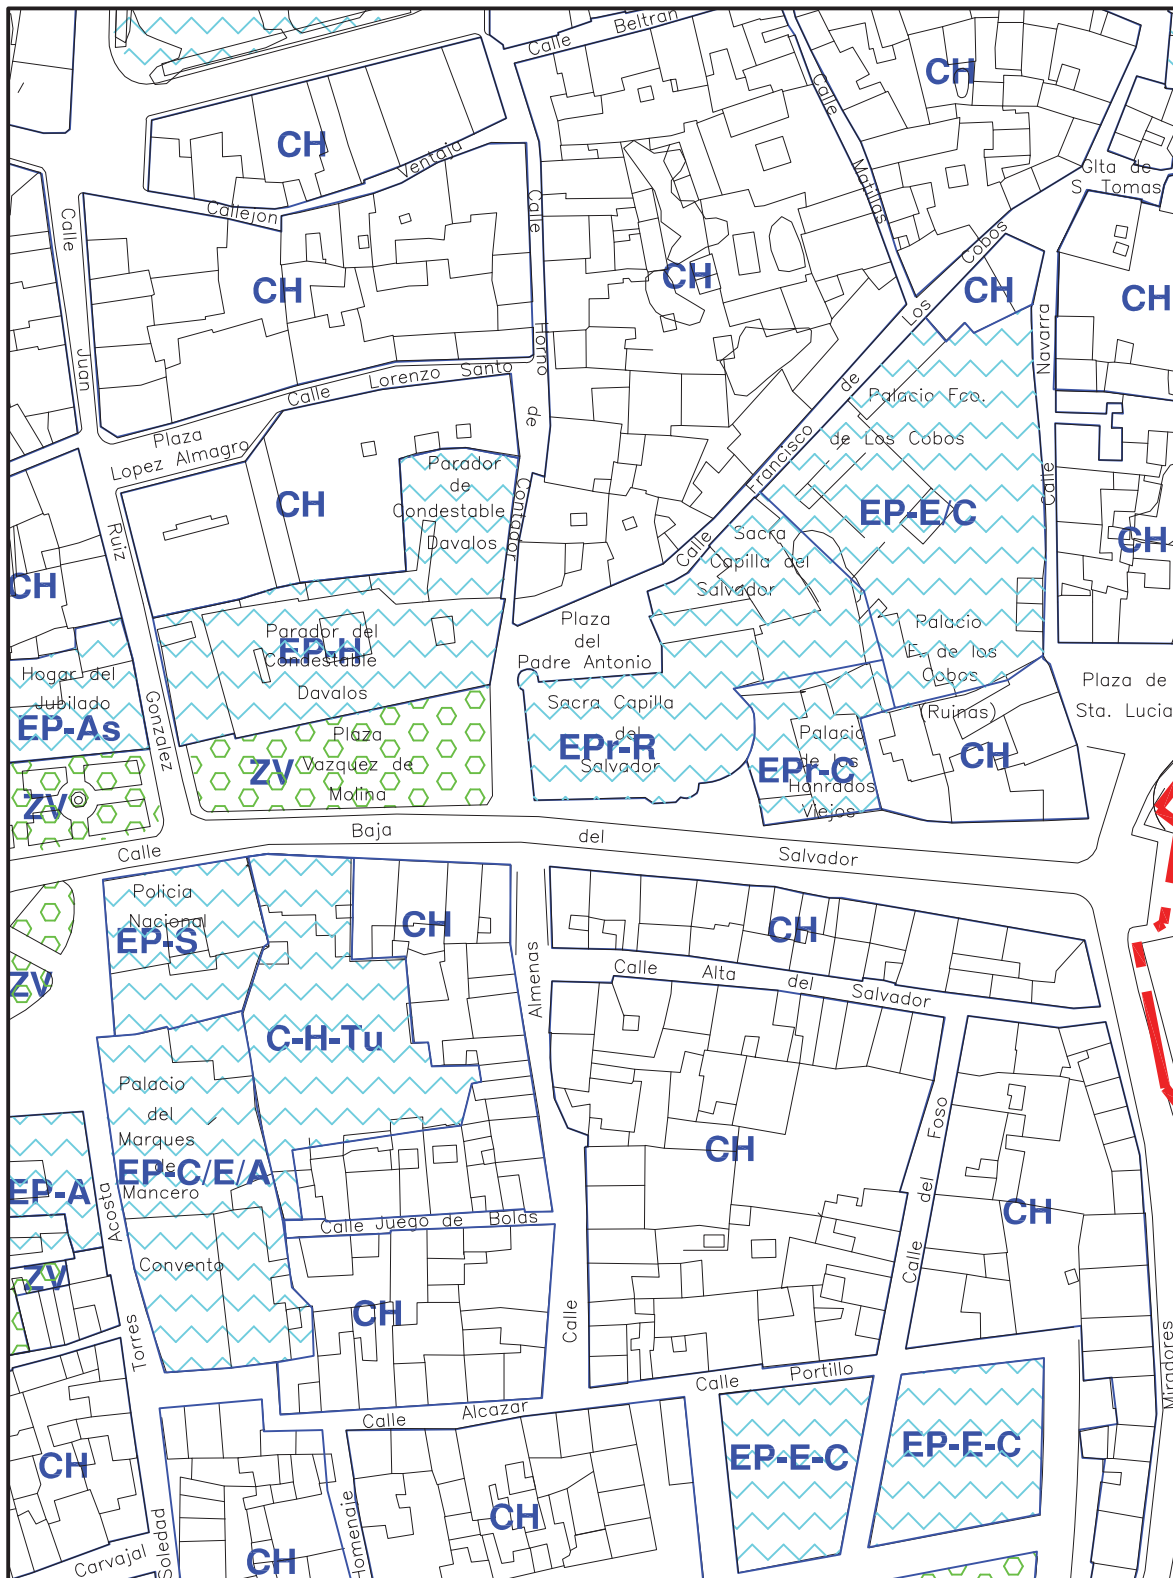 Calle Beltran
CH
Calle Matillas
CH
Callejon Ventaja
Glta de
S. Tomas
Calle Juan Ruiz Gonzalez
CH
CH
CH
CH
Calle Horno de Contador
Calle Francisco de Los Cobos
Calle Navarra
Calle Lorenzo Santo
Plaza
Lopez Almagro
CH
Palacio Fco.
de Los Cobos
EP-E/C
Parador
de
Condestable
Davalos
CH
CH
Sacra
Capilla del
Salvador
Plaza
del
Padre Antonio
Palacio
F. de los
Cobos
(Ruinas)
Parador del
EP-H
Condestable
Davalos
Hogar del
Jubilado
EP-As
Plaza de
Sta. Lucia
Sacra Capilla
del
EPr-R
Salvador
Palacio
de los
EPr-C
Honrados
Viejos
CH
Plaza
ZV
Vazquez de
Molina
ZV
Calle Baja del Salvador
Policia
Nacional
EP-S
CH
CH
ZV
Calle Almenas
Calle Alta del Salvador
C-H-Tu
Palacio
del
Marques
de
EP-C/E/A
Mancero
Convento
EP-A
ZV
Acosta
Torres
CH
Calle del Foso
CH
Calle Juego de Bolas
CH
Calle Portillo
Miradores
Calle Alcazar
EP-E-C
EP-E-C
CH
CH
CH
Carvajal
Soledad
Homenaje